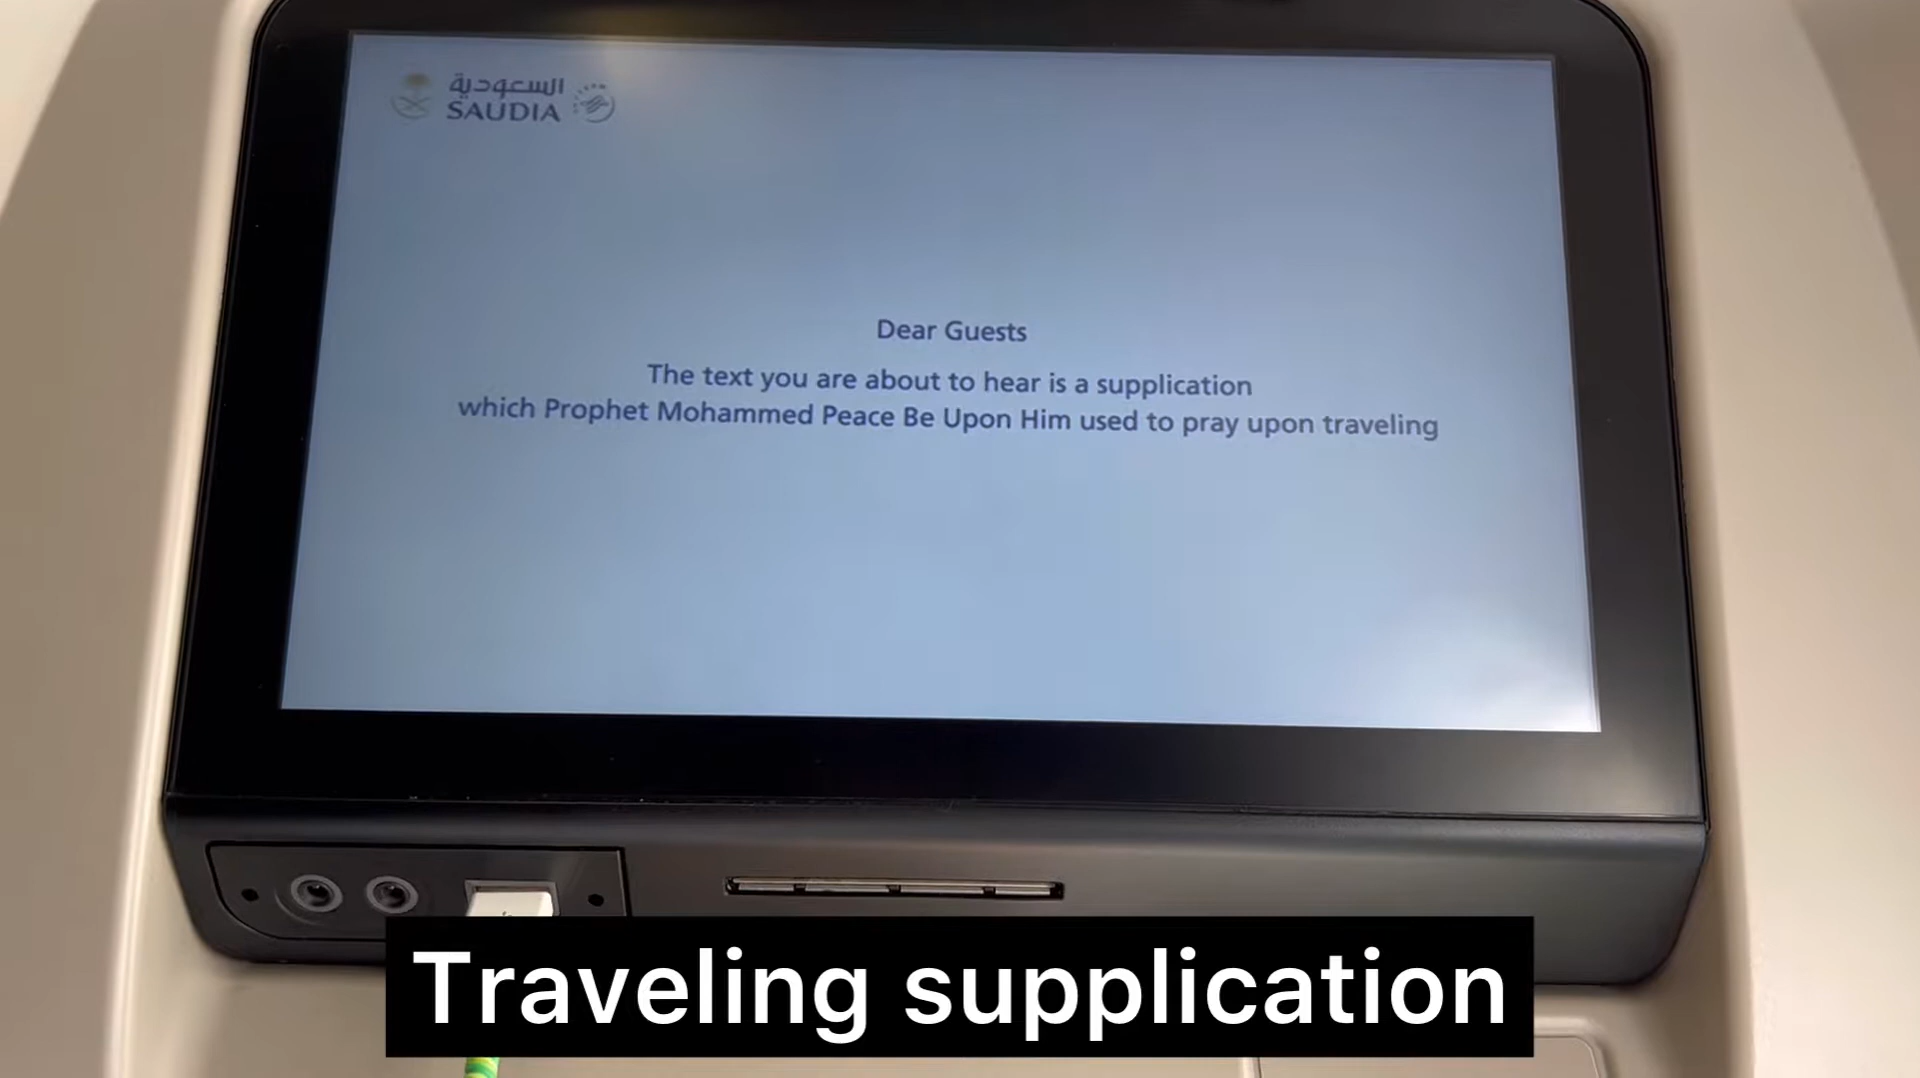 السعودية
SAUDIA
Dear Guests
The text you are about to hear is a supplication
which Prophet Mohammed Peace Be Upon Him used to pray upon traveling
Traveling supplication